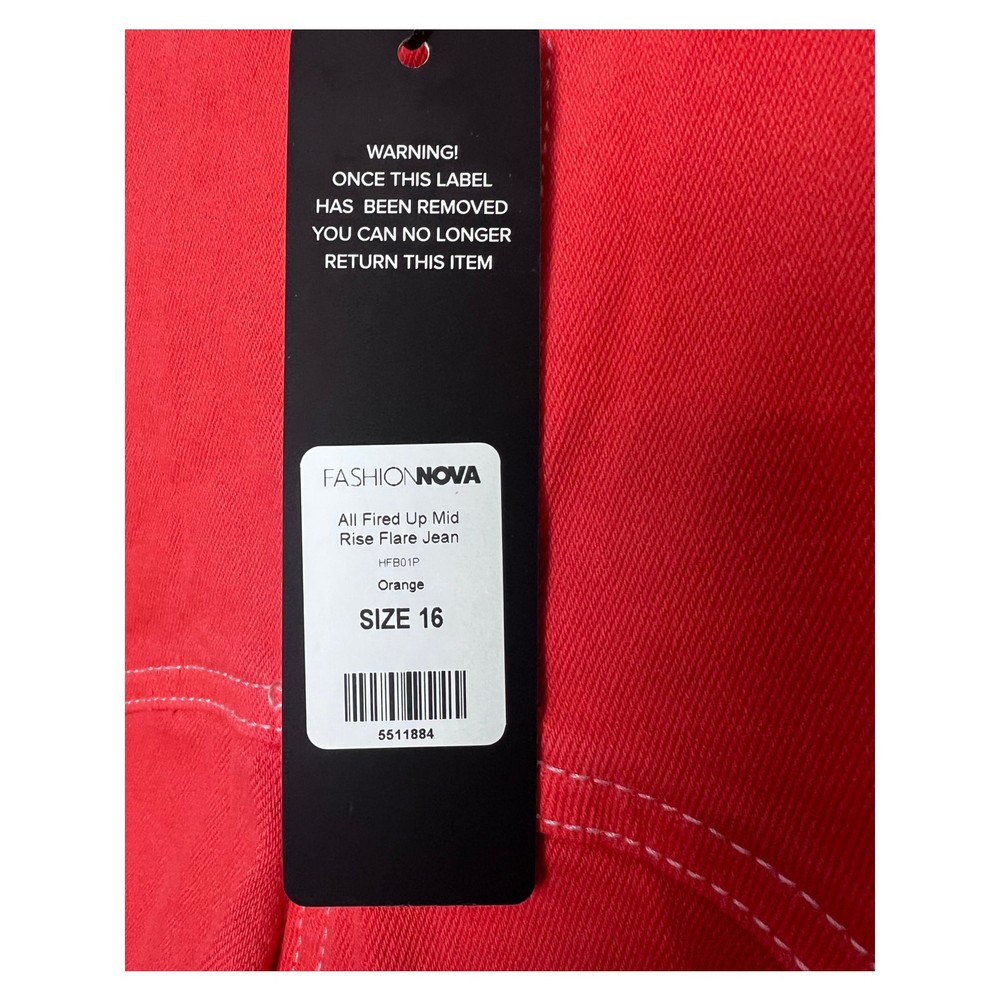 WARNING!
ONCE THIS LABEL
HAS BEEN REMOVED
YOU CAN NO LONGER
RETURN THIS ITEM
FASHIONNOVA
All Fired Up Mid
Rise Flare Jean
HFB01P
Orange
SIZE 16
5511884